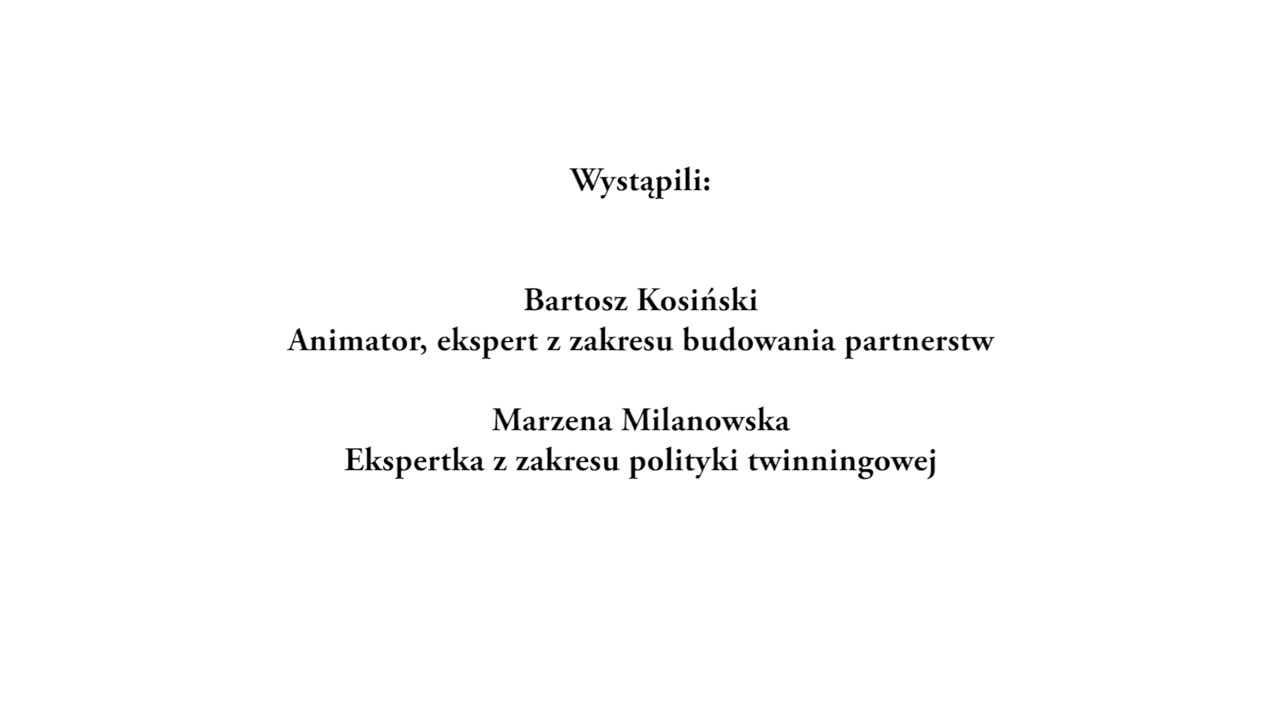 Wystąpili:
Bartosz Kosiński
Animator, ekspert z zakresu budowania partnerstw
Marzena Milanowska
Ekspertka z zakresu polityki twinningowej